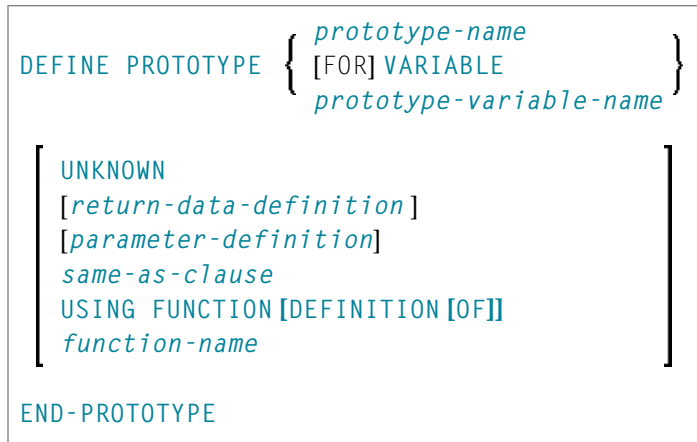 prototype-name
DEFINE PROTOTYPE { [FOR] VARIABLE }
prototype-variable-name
UNKNOWN
[return-data-definition ]
[parameter-definition]
same-as-clause
USING FUNCTION [DEFINITION [OF]]
function-name
END-PROTOTYPE